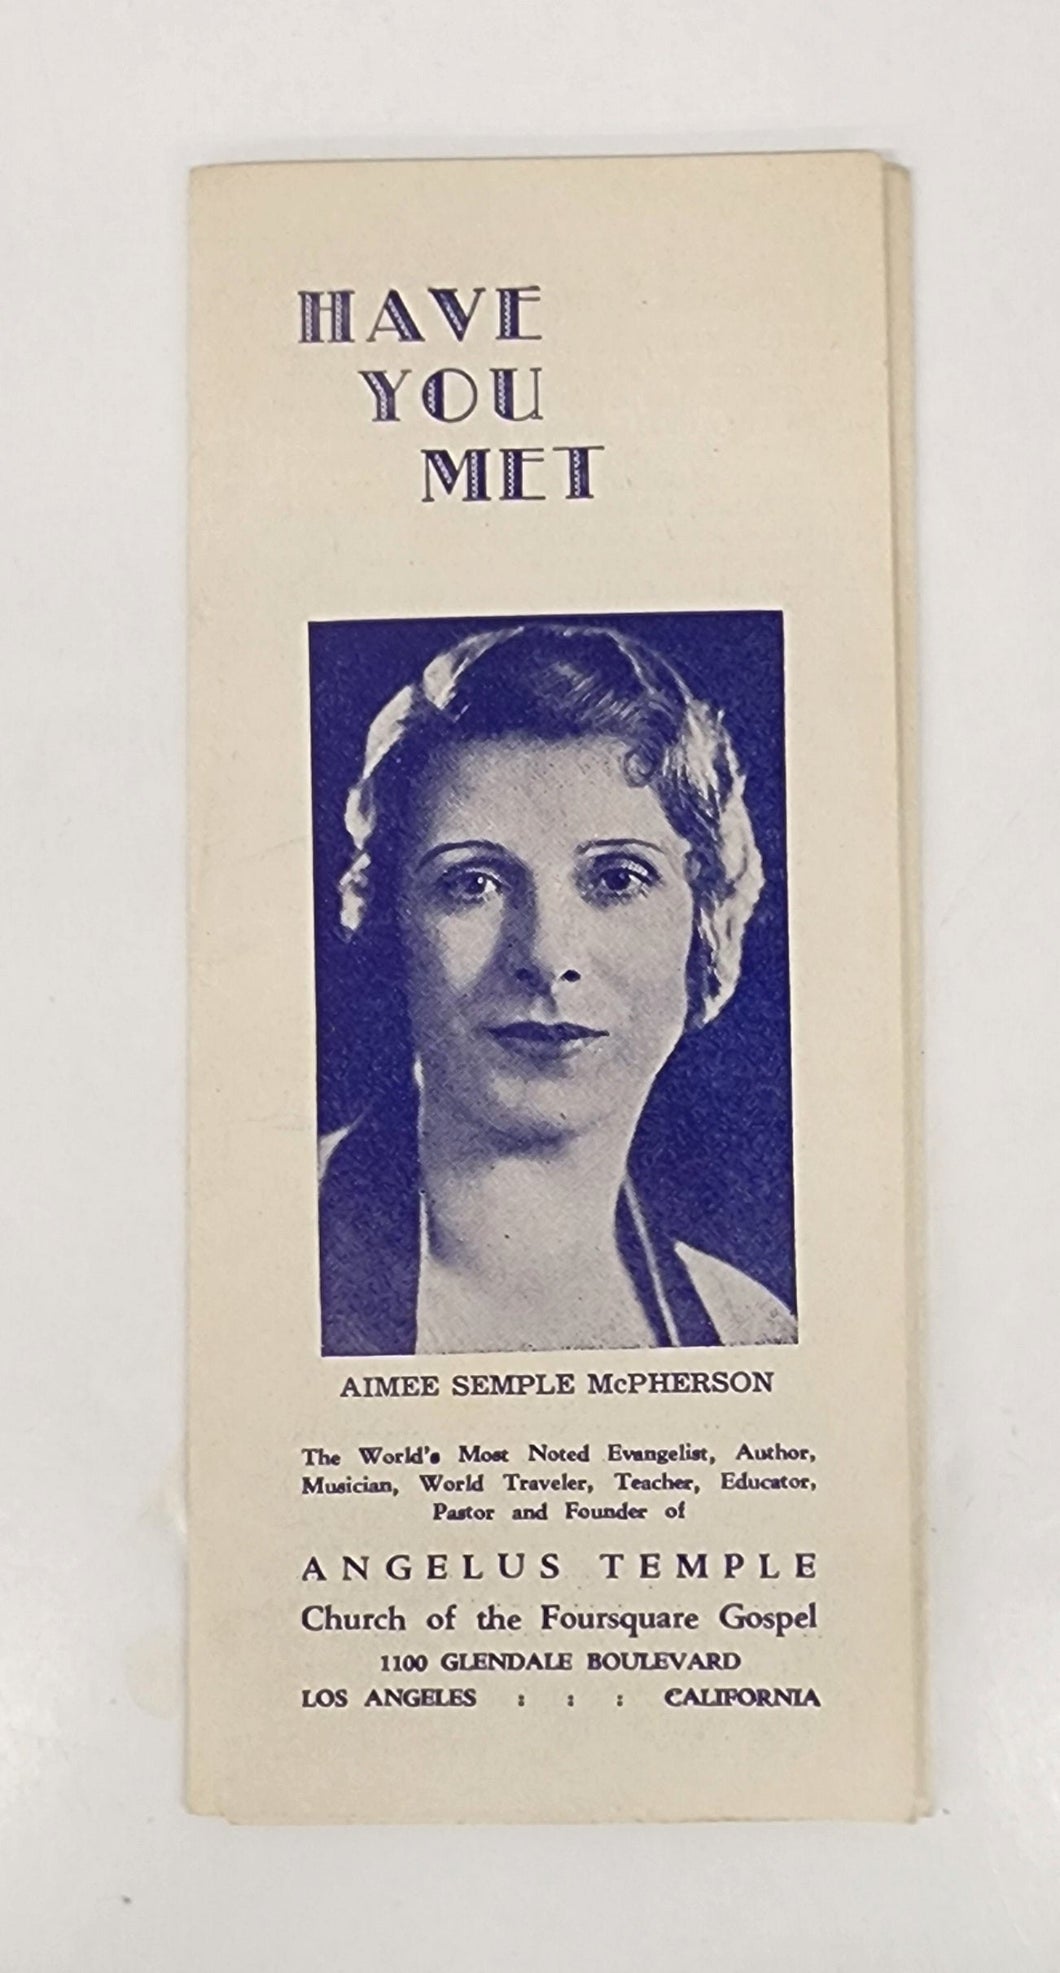 HAVE
YOU
MET
AIMEE SEMPLE McPHERSON
The World's Most Noted Evangelist, Author,
Musician, World Traveler, Teacher, Educator,
Pastor and Founder of
ANGELUS TEMPLE
Church of the Foursquare Gospel
1100 GLENDALE BOULEVARD
LOS ANGELES : : : CALIFORNIA